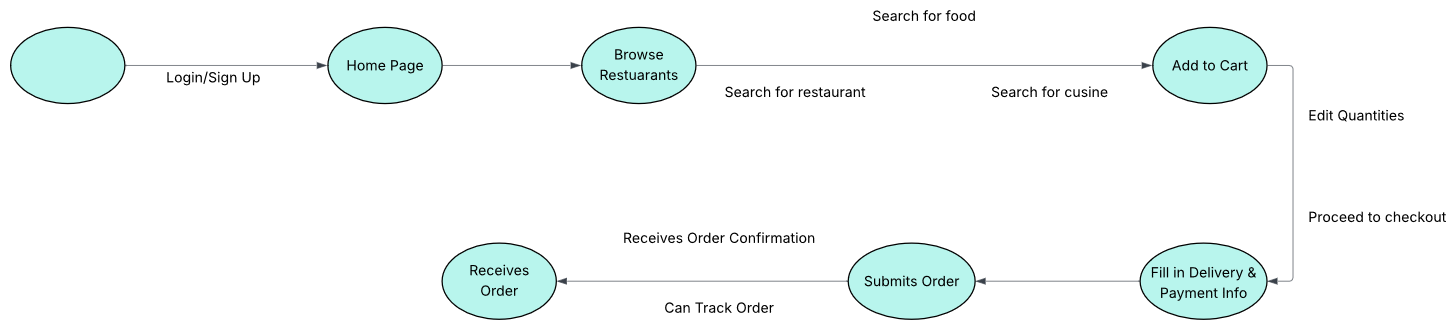 Search for food
Login/Sign Up
Home Page
Browse
Restuarants
Add to Cart
Search for restaurant
Search for cusine
Edit Quantities
Proceed to checkout
Receives Order Confirmation
Receives
Order
Submits Order
Fill in Delivery &
Payment Info
Can Track Order